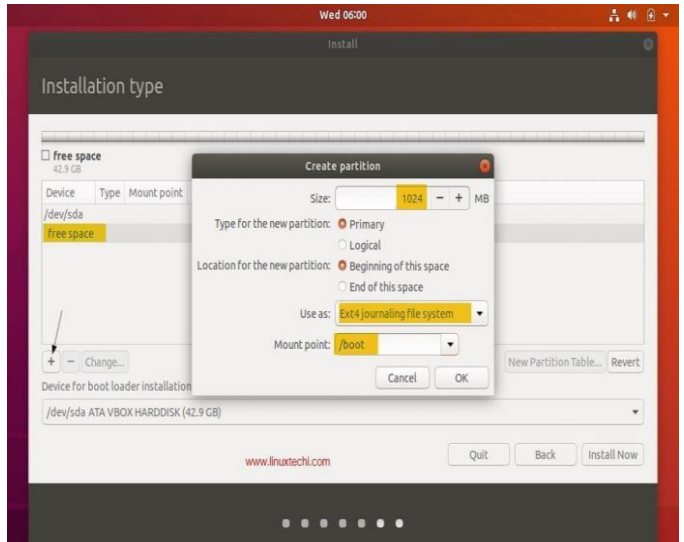 Wed 06:00
Install
Installation type
free space
42.9 GB
Device Type Mount point
/dev/sda
free space
+ − Change...
New Partition Table... Revert
Device for boot loader installation
/dev/sda ATA VBOX HARDDISK (42.9 GB)
Quit Back Install Now
www.linuxtechi.com
Create partition
Size: 1024 − + MB
Type for the new partition: Primary
Logical
Location for the new partition: Beginning of this space
End of this space
Use as: Ext4 journaling file system
Mount point: /boot
Cancel OK